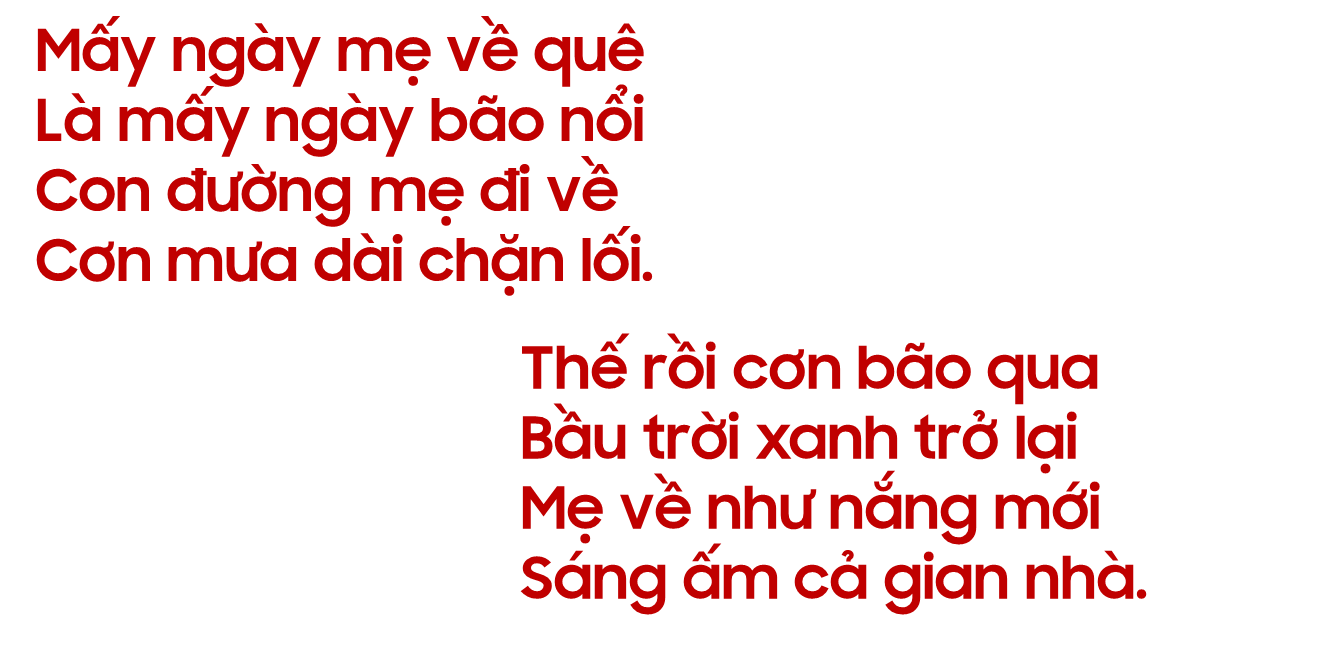 Mấy ngày mẹ về quê
Là mấy ngày bão nổi
Con đường mẹ đi về
Cơn mưa dài chặn lối.
Thế rồi cơn bão qua
Bầu trời xanh trở lại
Mẹ về như nắng mới
Sáng ấm cả gian nhà.